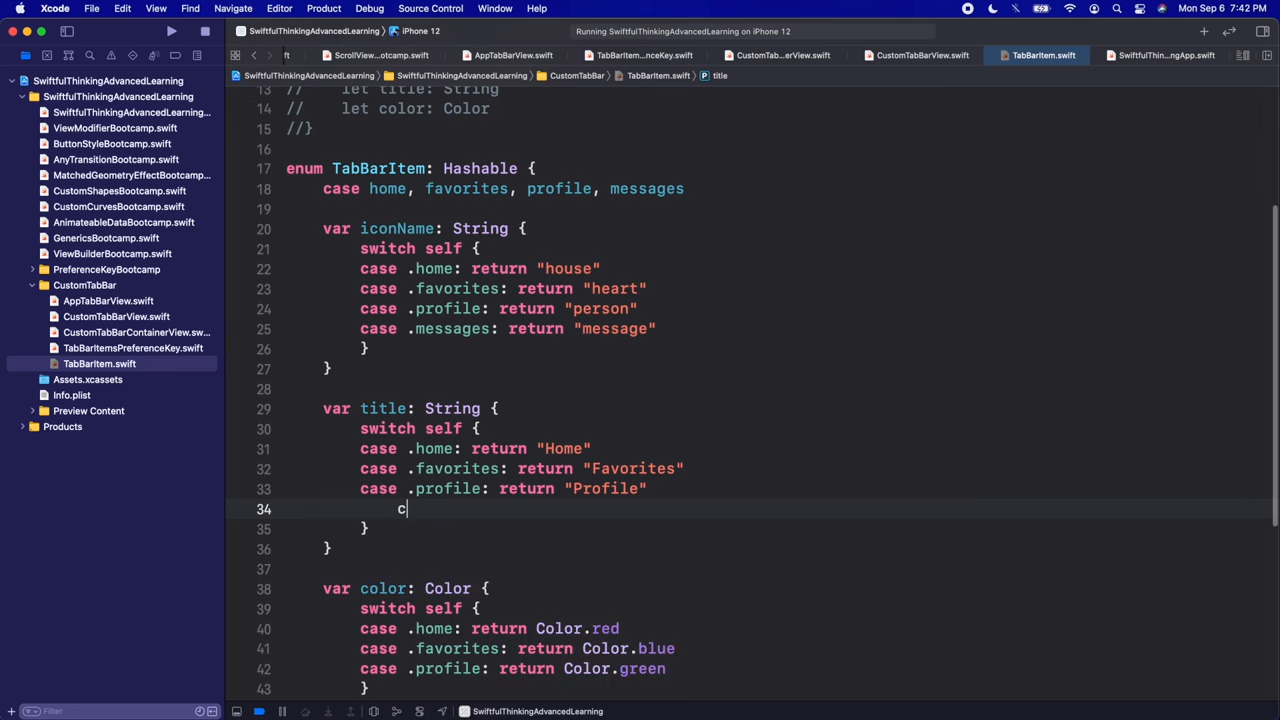 Xcode File Edit View Find Navigate Editor Product Debug Source Control Window Help Mon Sep 6 7:42 PM
SwiftfulThinkingAdvancedLearning 〉 iPhone 12 Running SwiftfulThinkingAdvancedLearning on iPhone 12
ft ScrollView...otcamp.swift AppTabBarView.swift TabBarItem...nceKey.swift CustomTab...erView.swift CustomTabBarView.swift TabBarItem.swift SwiftfulThink...ngApp.swift
SwiftfulThinkingAdvancedLearning 〉 SwiftfulThinkingAdvancedLearning 〉 CustomTabBar 〉 TabBarItem.swift 〉 P title
SwiftfulThinkingAdvancedLearning
SwiftfulThinkingAdvancedLearning
SwiftfulThinkingAdvancedLearning...
ViewModifierBootcamp.swift
ButtonStyleBootcamp.swift
AnyTransitionBootcamp.swift
MatchedGeometryEffectBootcamp...
CustomShapesBootcamp.swift
CustomCurvesBootcamp.swift
AnimateableDataBootcamp.swift
GenericsBootcamp.swift
ViewBuilderBootcamp.swift
PreferenceKeyBootcamp
CustomTabBar
AppTabBarView.swift
CustomTabBarView.swift
CustomTabBarContainerView.sw...
TabBarItemsPreferenceKey.swift
TabBarItem.swift
Assets.xcassets
Info.plist
Preview Content
Products
13 // let title: String
14 // let color: Color
15 //}
16
17 enum TabBarItem: Hashable {
18 case home, favorites, profile, messages
19
20 var iconName: String {
21 switch self {
22 case .home: return "house"
23 case .favorites: return "heart"
24 case .profile: return "person"
25 case .messages: return "message"
26 }
27 }
28
29 var title: String {
30 switch self {
31 case .home: return "Home"
32 case .favorites: return "Favorites"
33 case .profile: return "Profile"
34 c
35 }
36 }
37
38 var color: Color {
39 switch self {
40 case .home: return Color.red
41 case .favorites: return Color.blue
42 case .profile: return Color.green
43 }
Filter SwiftfulThinkingAdvancedLearning